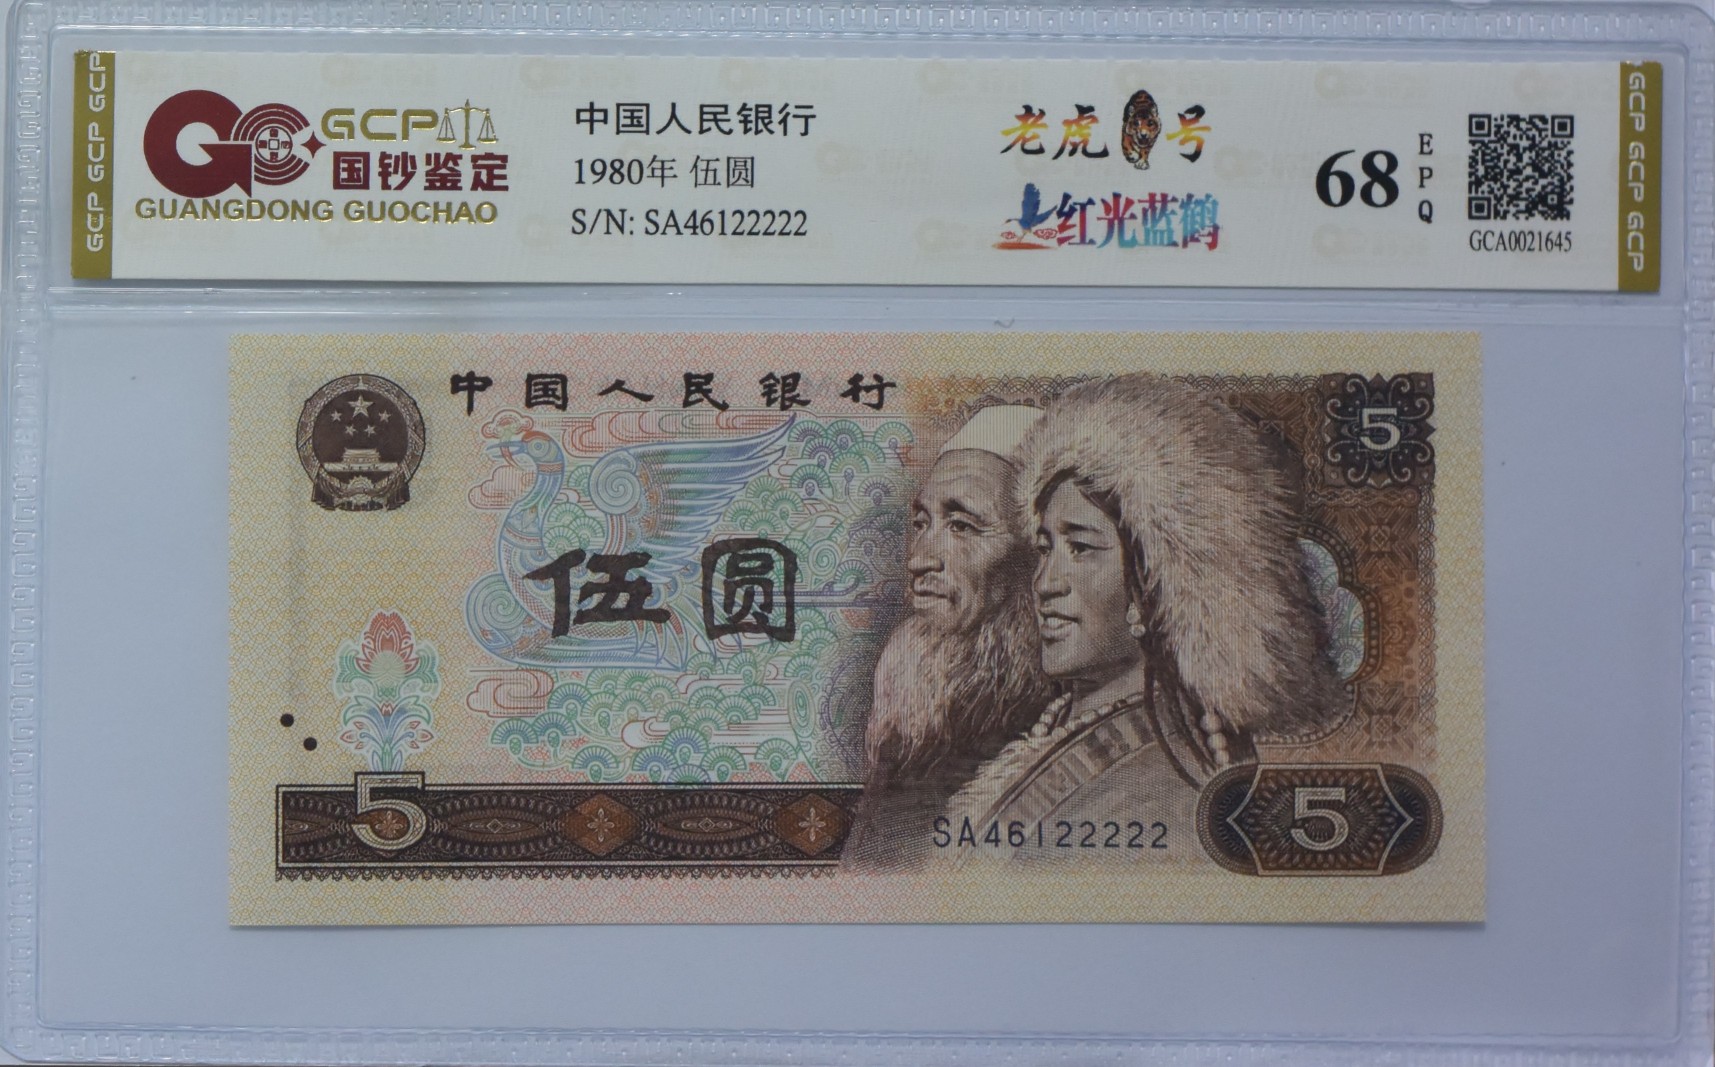 GCP GCP GCP
GCP
国钞鉴定
GUANGDONG GUOCHAO
中国人民银行
1980年 伍圆
S/N: SA46122222
老虎号
红光蓝鹤
68
EPQ
GCA0021645
GCP GCP GCP
中国人民银行
5
伍圆
5
SA46122222
5